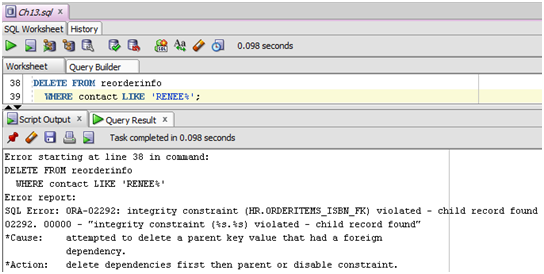 Ch13.sql x
SQL Worksheet History
0.098 seconds
Worksheet Query Builder
38 DELETE FROM reorderinfo
39 WHERE contact LIKE 'RENEE%';
Script Output x Query Result x
Task completed in 0.098 seconds
Error starting at line 38 in command:
DELETE FROM reorderinfo
WHERE contact LIKE 'RENEE%'
Error report:
SQL Error: ORA-02292: integrity constraint (HR.ORDERITEMS_ISBN_FK) violated - child record found
02292. 00000 - "integrity constraint (%s.%s) violated - child record found"
*Cause: attempted to delete a parent key value that had a foreign
dependency.
*Action: delete dependencies first then parent or disable constraint.